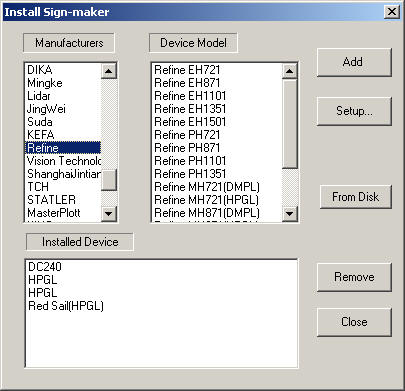 Install Sign-maker
Manufacturers
Device Model
DIKA
Mingke
Lidar
JingWei
Suda
KEFA
Refine
Vision Technolo
ShanghaiJintian
TCH
STATLER
MasterPlott
Refine EH721
Refine EH871
Refine EH1101
Refine EH1351
Refine EH1501
Refine PH721
Refine PH871
Refine PH1101
Refine PH1351
Refine MH721(DMPL)
Refine MH721(HPGL)
Refine MH871(DMPL)
Add
Setup...
From Disk
Installed Device
DC240
HPGL
HPGL
Red Sail(HPGL)
Remove
Close